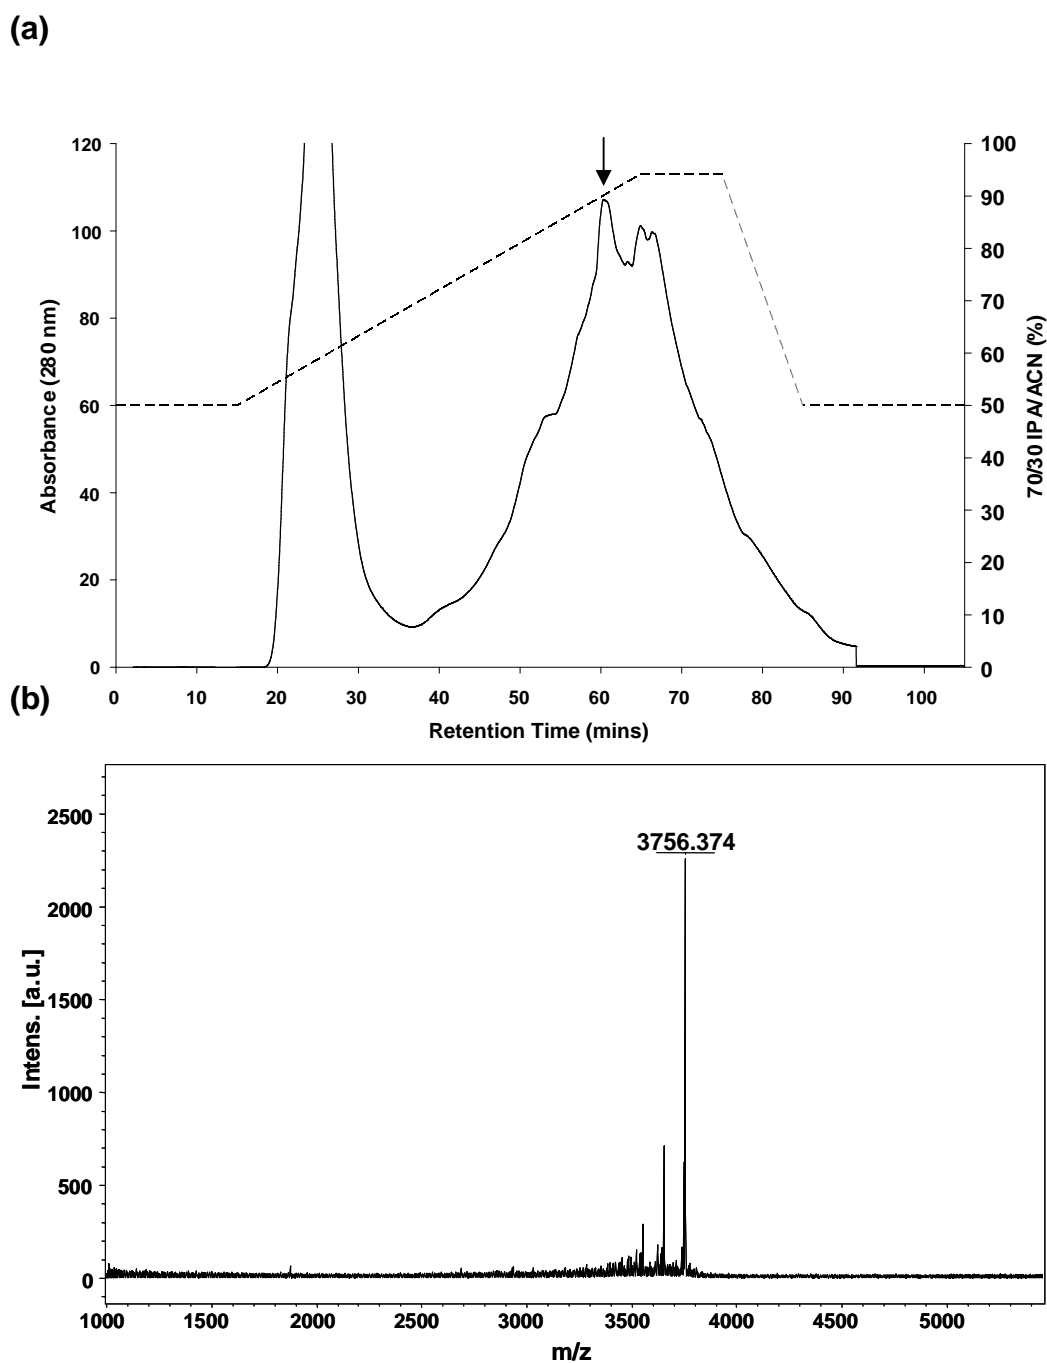 (a)
120
100
80
60
40
20
0
Absorbance (280 nm)
100
90
80
70
60
50
40
30
20
10
0
70/30 IPA/ACN (%)
0 10 20 30 40 50 60 70 80 90 100
Retention Time (mins)
(b)
3756.374
2500
2000
1500
1000
500
0
Intens. [a.u.]
1000 1500 2000 2500 3000 3500 4000 4500 5000
m/z